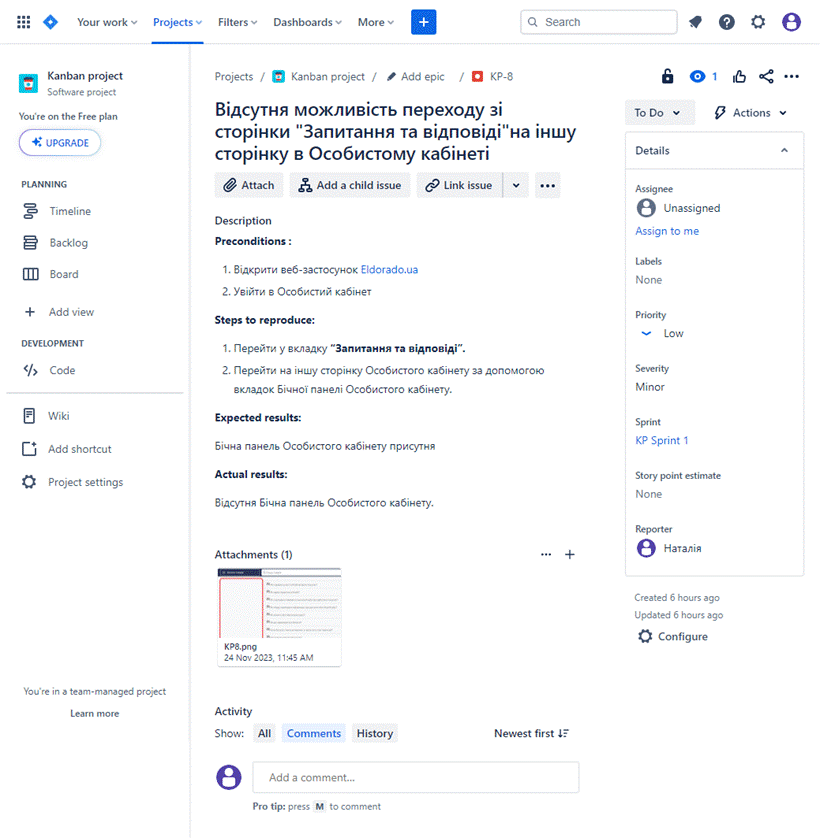 Your work Projects Filters Dashboards More + Search
Kanban project
Software project
You're on the Free plan
UPGRADE
PLANNING
Timeline
Backlog
Board
Add view
DEVELOPMENT
Code
Wiki
Add shortcut
Project settings
You're in a team-managed project
Learn more
Projects / Kanban project / Add epic / KP-8
1
Відсутня можливість переходу зі
сторінки "Запитання та відповіді"на іншу
сторінку в Особистому кабінеті
Attach Add a child issue Link issue
Description
Preconditions :
1. Відкрити веб-застосунок Eldorado.ua
2. Увійти в Особистий кабінет
Steps to reproduce:
1. Перейти у вкладку “Запитання та відповіді”.
2. Перейти на іншу сторінку Особистого кабінету за допомогою
вкладок Бічної панелі Особистого кабінету.
Expected results:
Бічна панель Особистого кабінету присутня
Actual results:
Відсутня Бічна панель Особистого кабінету.
Attachments (1)
KP8.png
24 Nov 2023, 11:45 AM
Activity
Show: All Comments History Newest first
Add a comment...
Pro tip: press M to comment
To Do Actions
Details
Assignee
Unassigned
Assign to me
Labels
None
Priority
Low
Severity
Minor
Sprint
KP Sprint 1
Story point estimate
None
Reporter
Наталія
Created 6 hours ago
Updated 6 hours ago
Configure